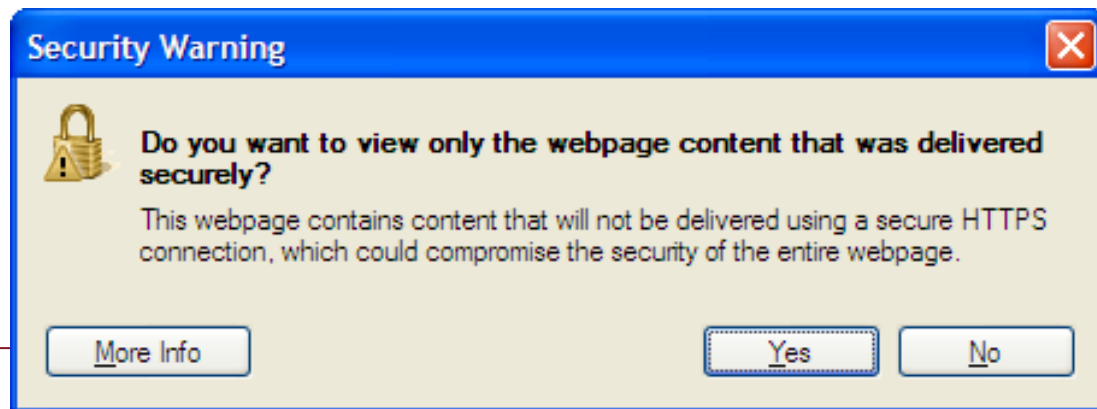 Security Warning
Do you want to view only the webpage content that was delivered
securely?
This webpage contains content that will not be delivered using a secure HTTPS
connection, which could compromise the security of the entire webpage.
More Info Yes No